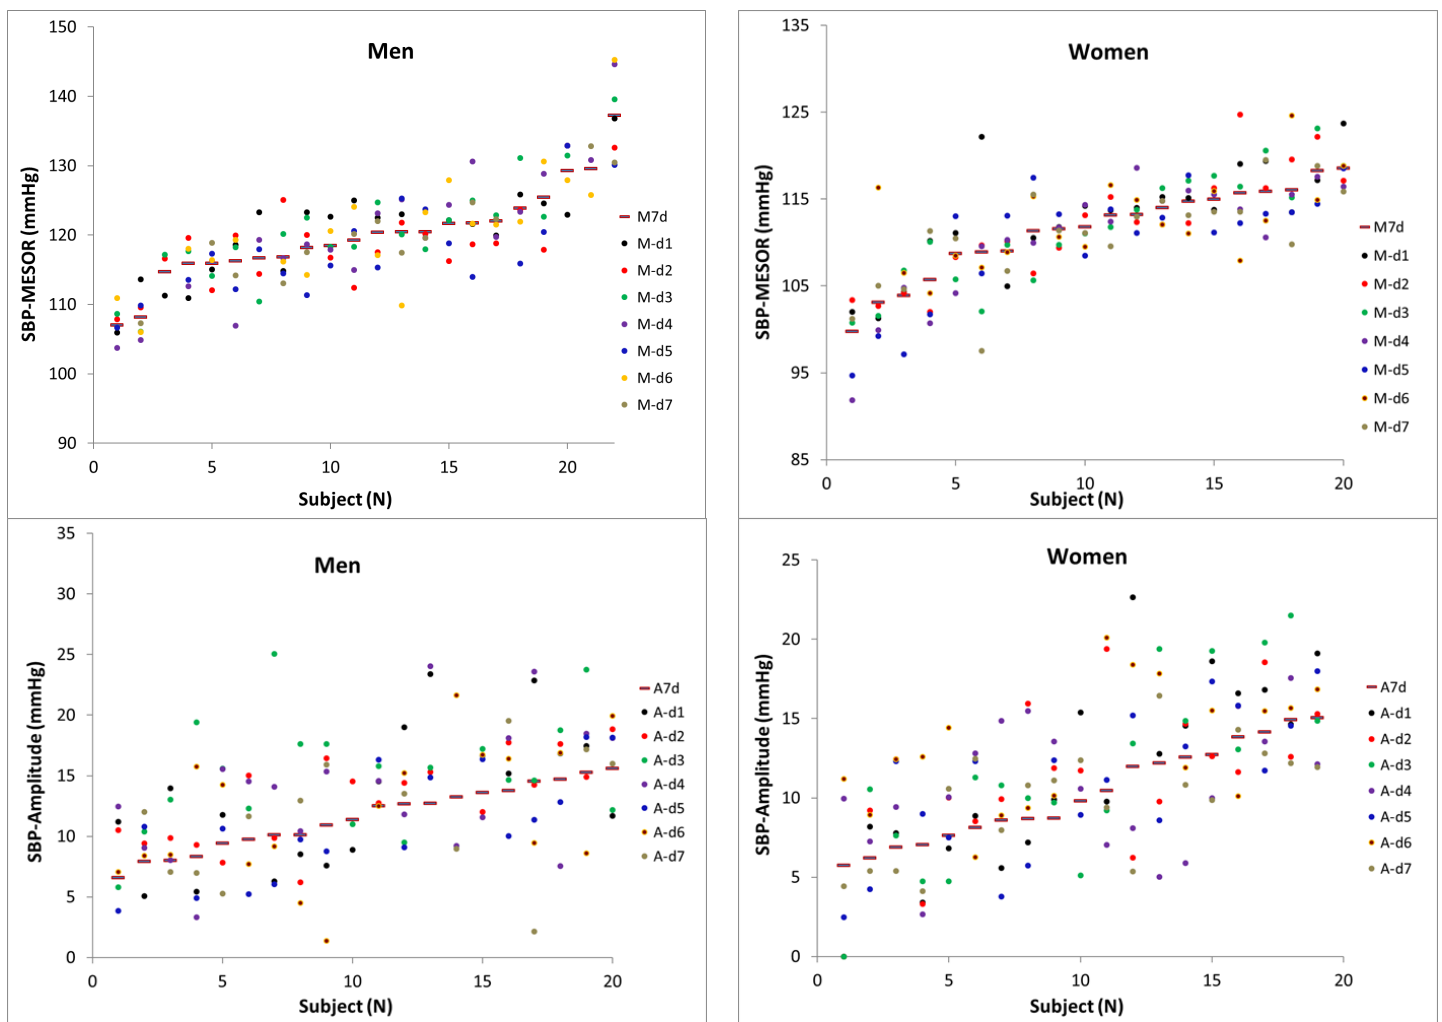 Men
SBP-MESOR (mmHg)
150
140
130
120
110
100
90
0 5 10 15 20
Subject (N)
M7d
M-d1
M-d2
M-d3
M-d4
M-d5
M-d6
M-d7
Women
SBP-MESOR (mmHg)
135
125
115
105
95
85
0 5 10 15 20
Subject (N)
M7d
M-d1
M-d2
M-d3
M-d4
M-d5
M-d6
M-d7
Men
SBP-Amplitude (mmHg)
35
30
25
20
15
10
5
0
0 5 10 15 20
Subject (N)
A7d
A-d1
A-d2
A-d3
A-d4
A-d5
A-d6
A-d7
Women
SBP-Amplitude (mmHg)
25
20
15
10
5
0
0 5 10 15 20
Subject (N)
A7d
A-d1
A-d2
A-d3
A-d4
A-d5
A-d6
A-d7